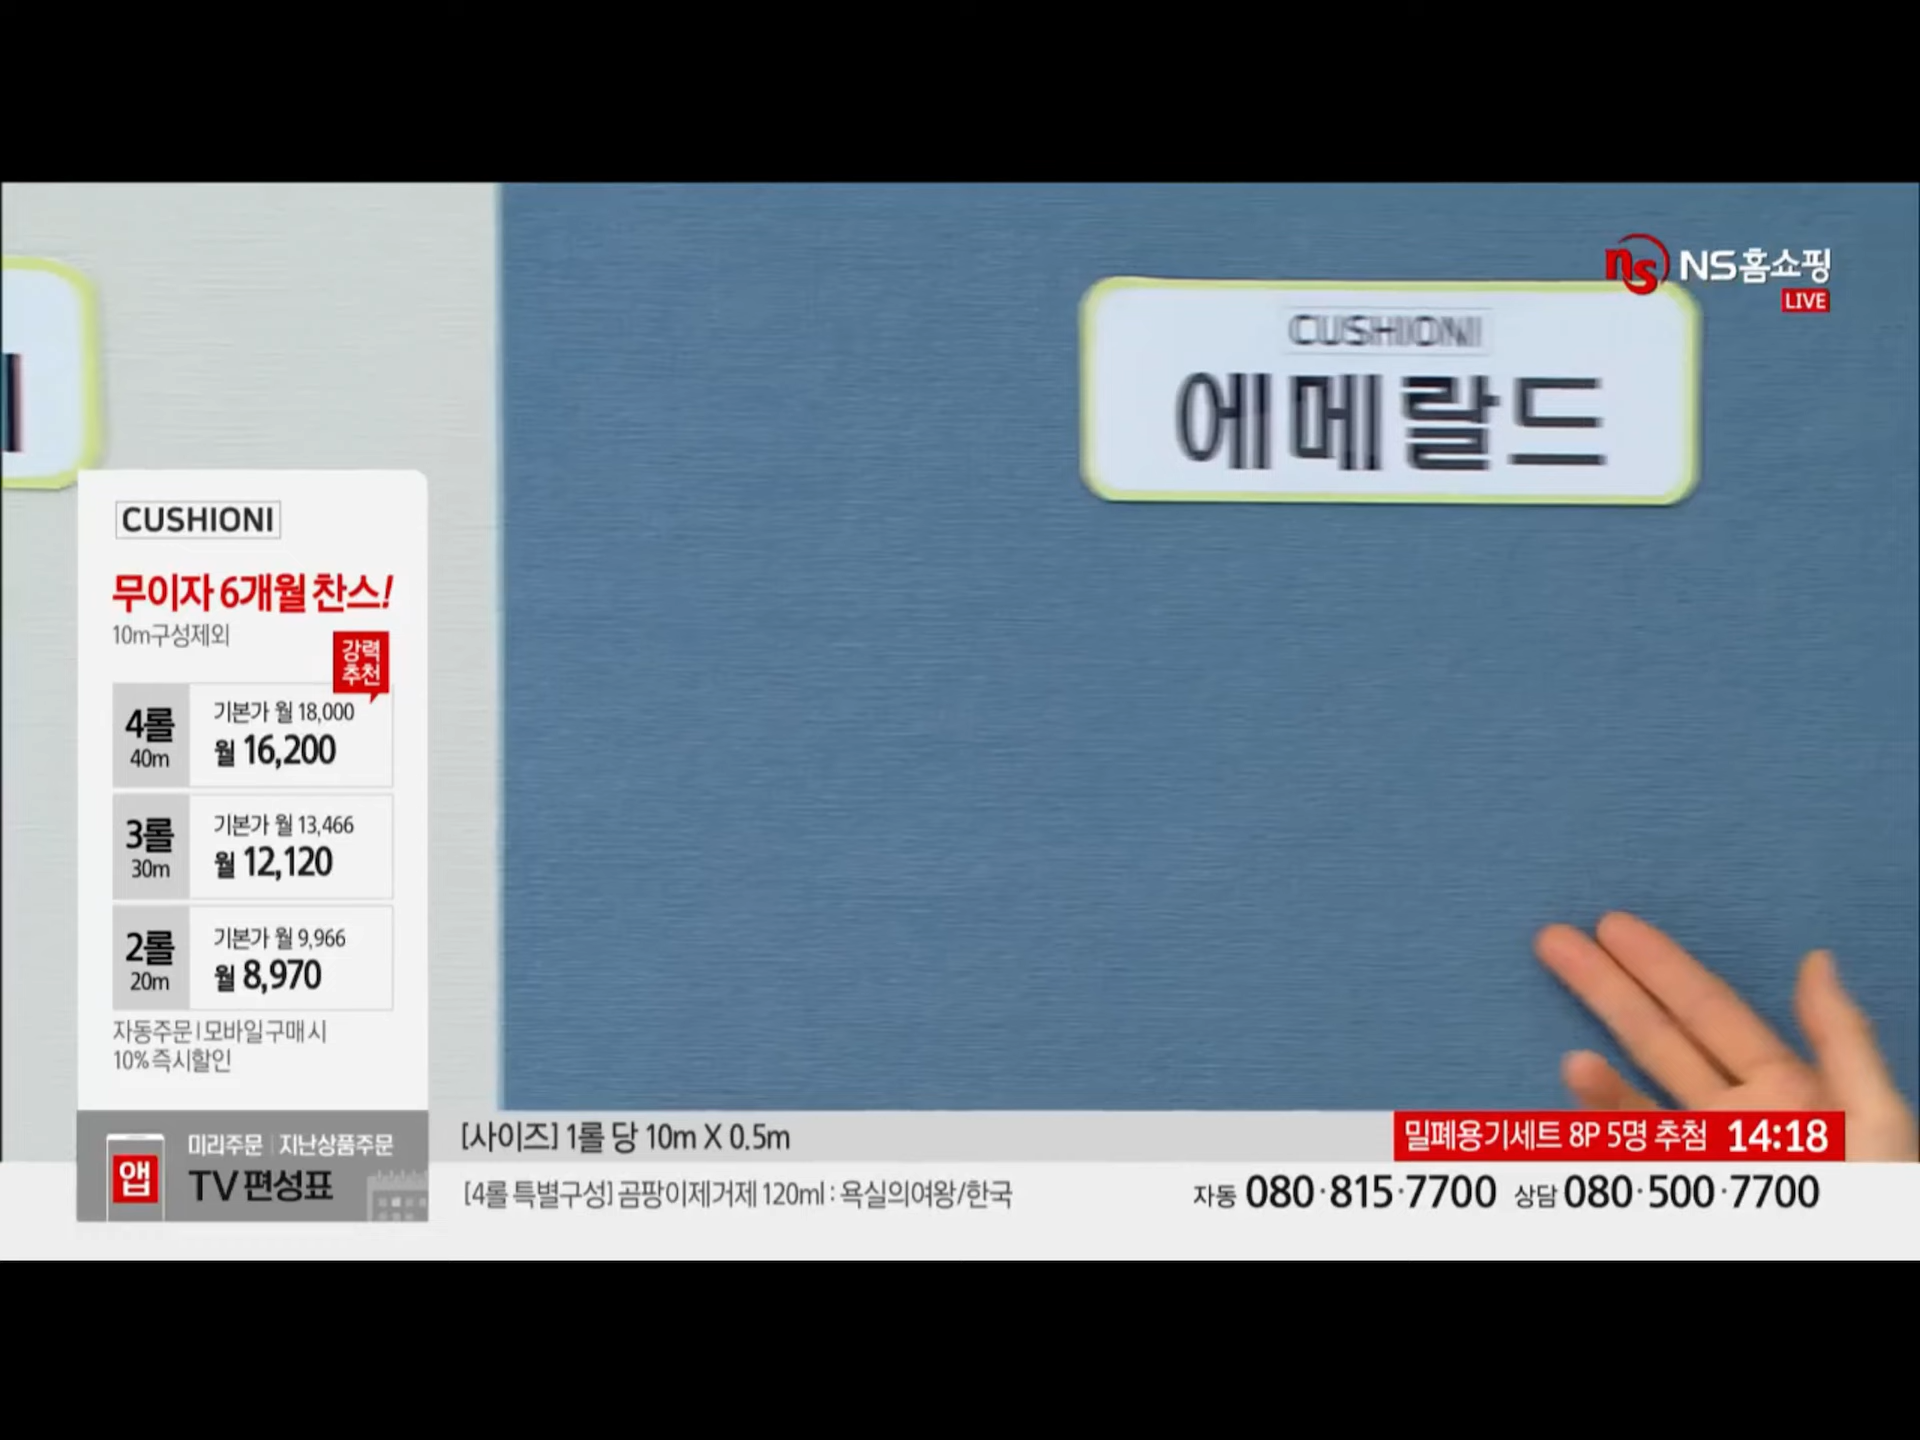 ns NS홈쇼핑
LIVE
CUSHIONI
에메랄드
CUSHIONI
무이자 6개월 찬스!
10m구성제외
강력
추천
4롤
40m
기본가 월 18,000
월 16,200
3롤
30m
기본가 월 13,466
월 12,120
2롤
20m
기본가 월 9,966
월 8,970
자동주문 | 모바일 구매 시
10% 즉시할인
앱
미리주문 | 지난상품주문
TV 편성표
[사이즈] 1롤 당 10m X 0.5m
밀폐용기세트 8P 5명 추첨 14:18
[4롤 특별구성] 곰팡이제거제 120ml : 욕실의여왕/한국
자동 080·815·7700 상담 080·500·7700